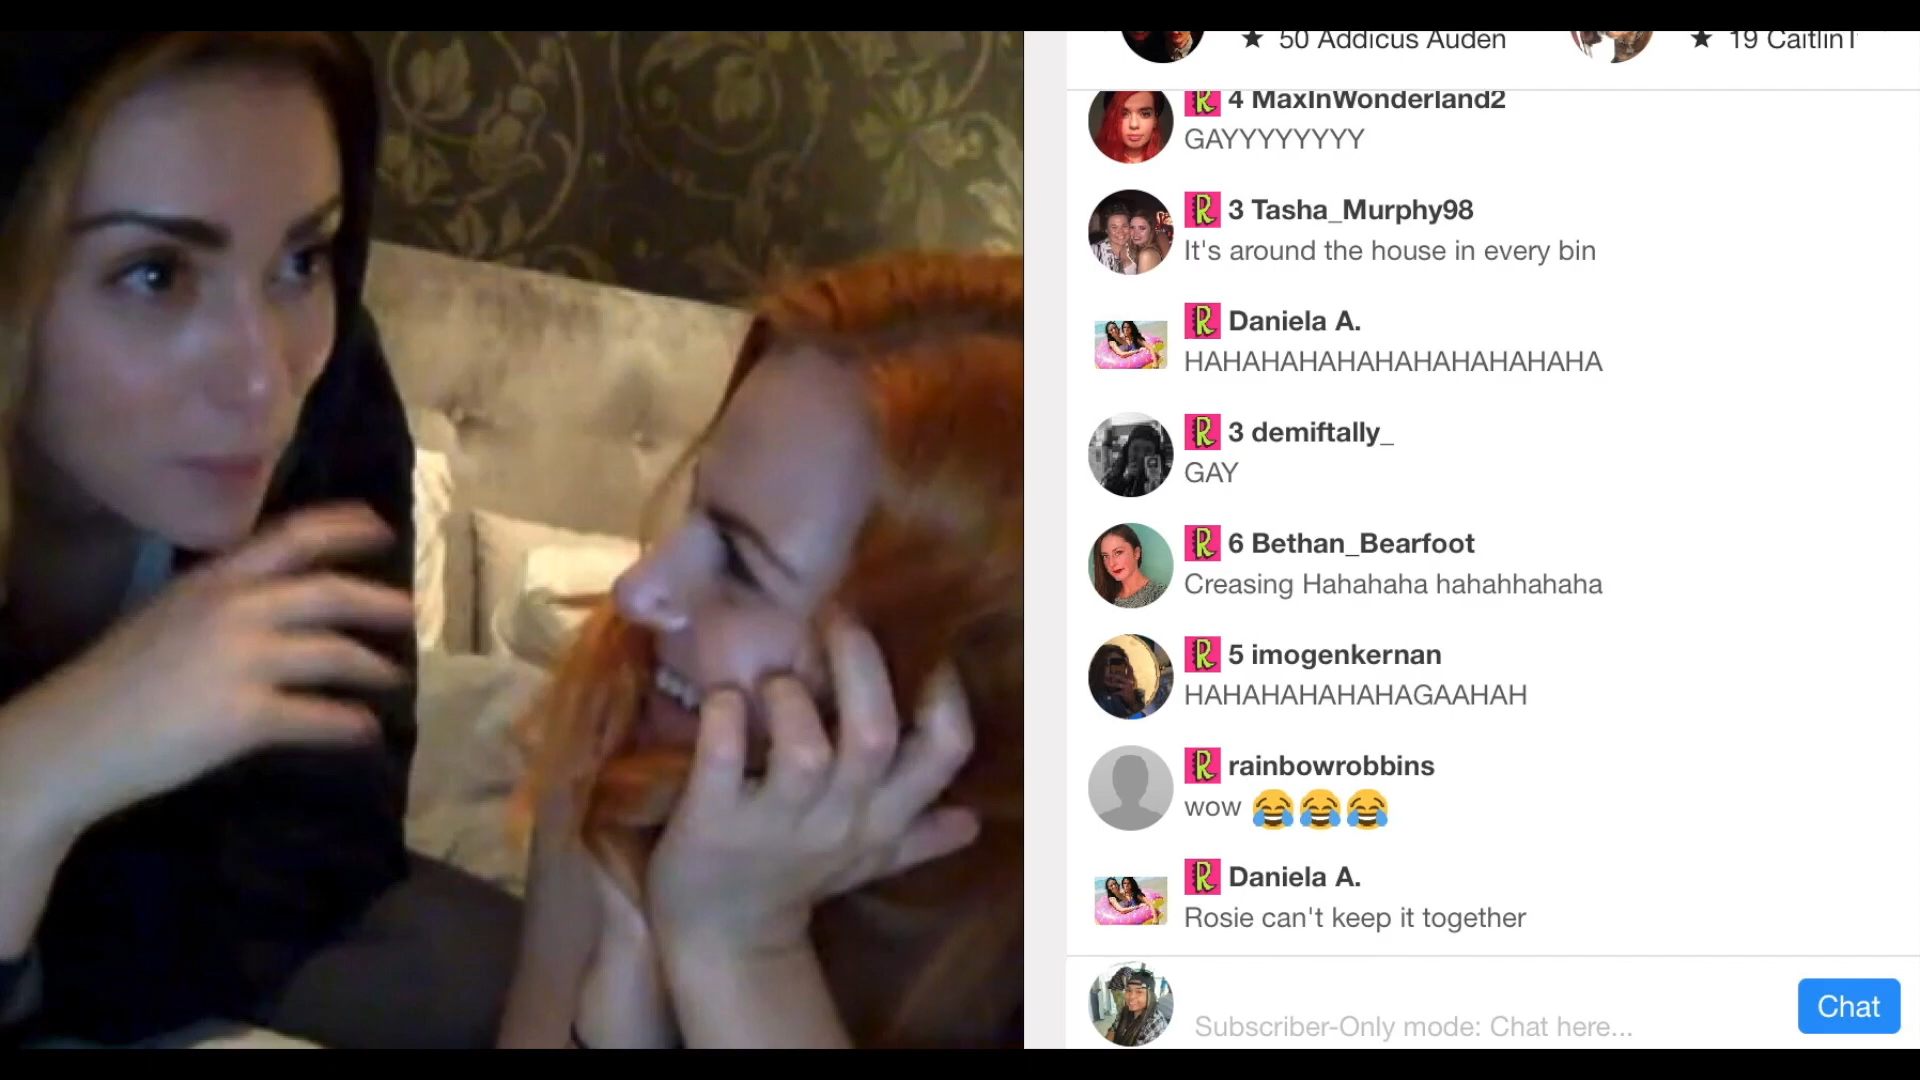 ★ 50 Addicus Auden ★ 19 Caitlin
R 4 MaxInWonderland2
GAYYYYYYYY
R 3 Tasha_Murphy98
It's around the house in every bin
R Daniela A.
HAHAHAHAHAHAHAHAHAHAHA
R 3 demiftally_
GAY
R 6 Bethan_Bearfoot
Creasing Hahahaha hahahhahaha
R 5 imogenkernan
HAHAHAHAHAHAGAAHAH
R rainbowrobbins
wow 😂😂😂
R Daniela A.
Rosie can't keep it together
Subscriber-Only mode: Chat here...
Chat